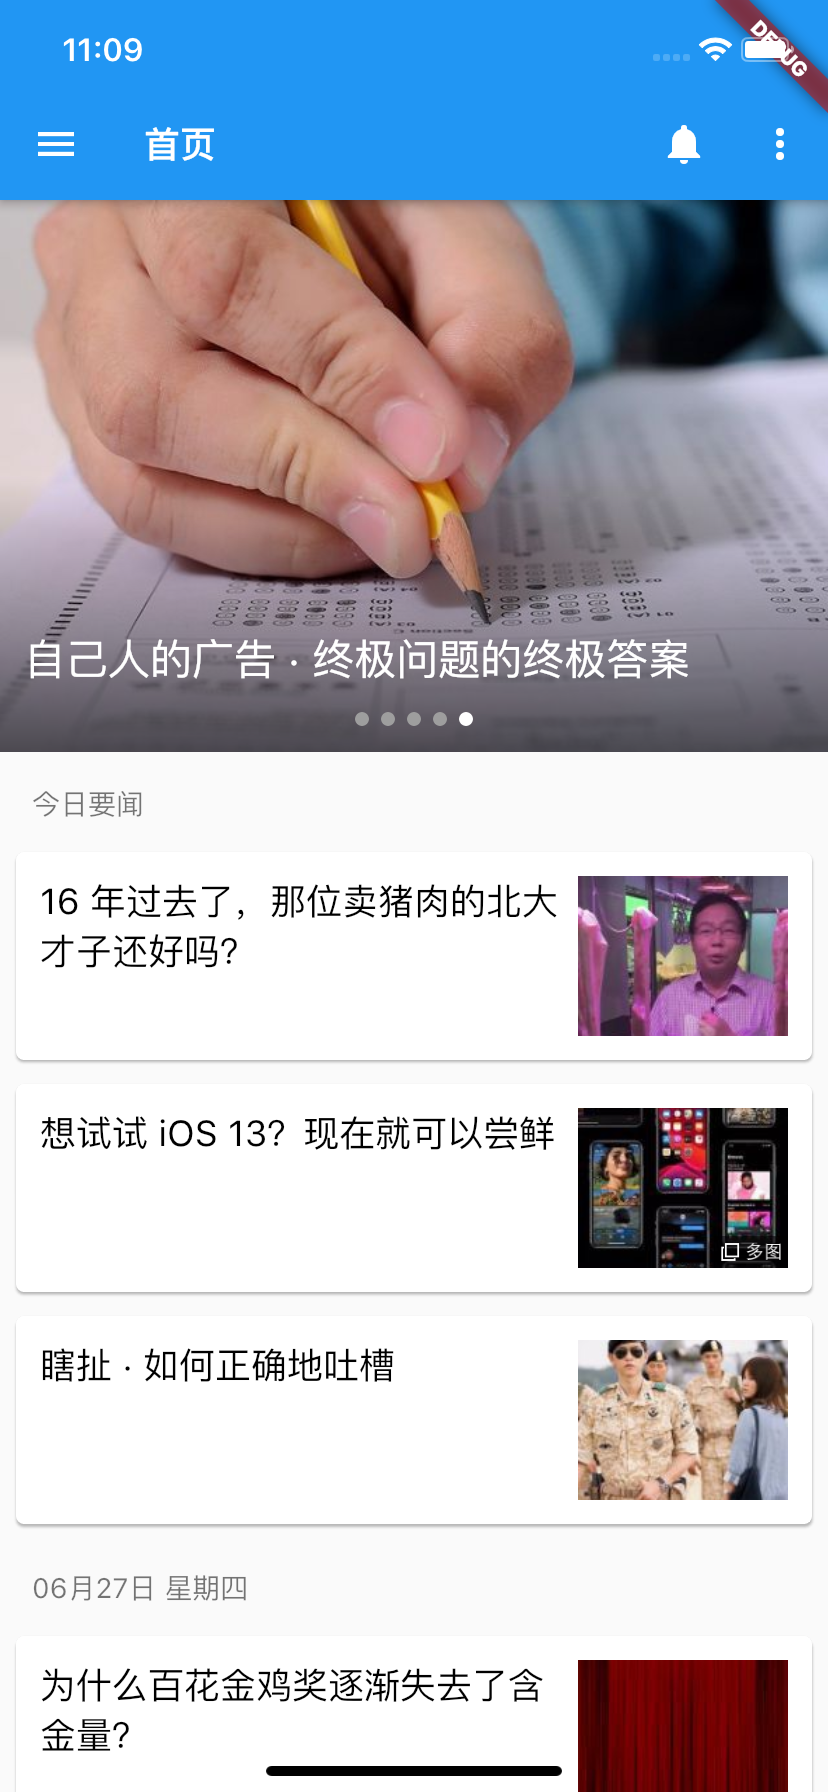 11:09
DEBUG
首页
自己人的广告 · 终极问题的终极答案
今日要闻
16 年过去了，那位卖猪肉的北大
才子还好吗？
想试试 iOS 13？现在就可以尝鲜
多图
瞎扯 · 如何正确地吐槽
06月27日 星期四
为什么百花金鸡奖逐渐失去了含
金量？